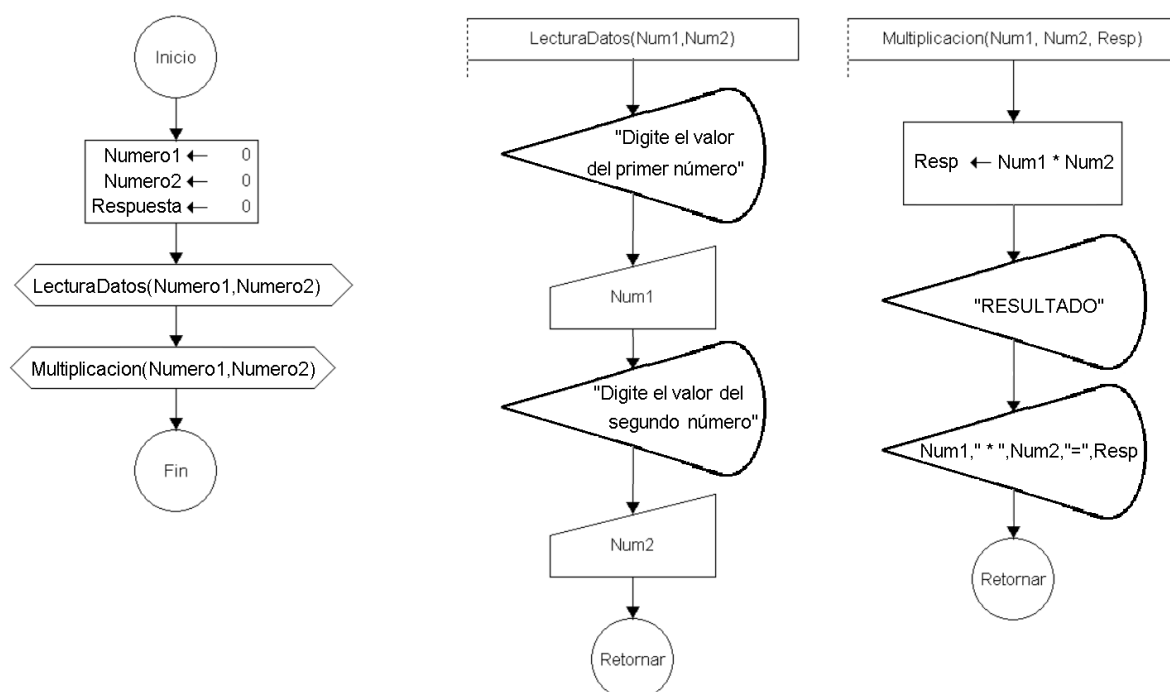 Inicio
Numero1 ← 0
Numero2 ← 0
Respuesta ← 0
LecturaDatos(Numero1,Numero2)
Multiplicacion(Numero1,Numero2)
Fin
LecturaDatos(Num1,Num2)
"Digite el valor
del primer número"
Num1
"Digite el valor del
segundo número"
Num2
Retornar
Multiplicacion(Num1, Num2, Resp)
Resp ← Num1 * Num2
"RESULTADO"
Num1," * ",Num2,"=",Resp
Retornar